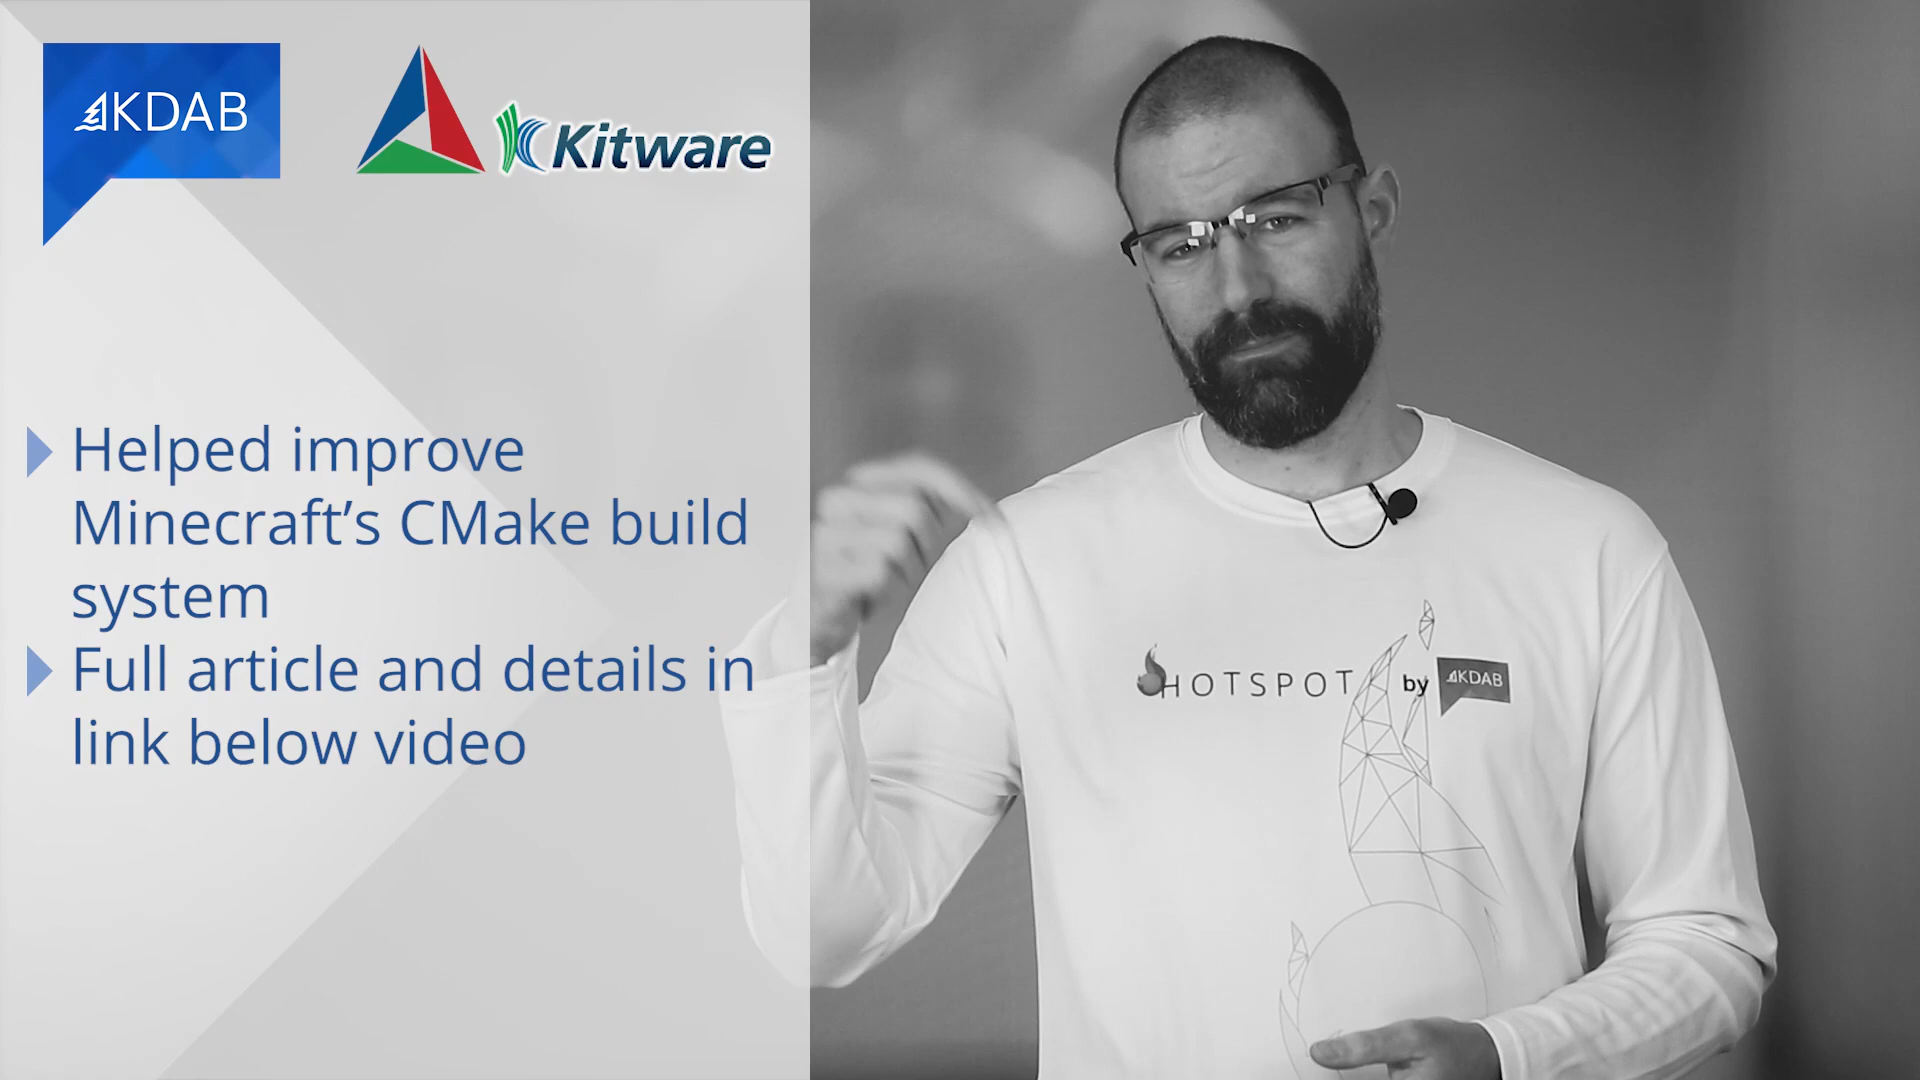 KDAB
Kitware
Helped improve
Minecraft’s CMake build
system
Full article and details in
link below video
HOTSPOT by KDAB